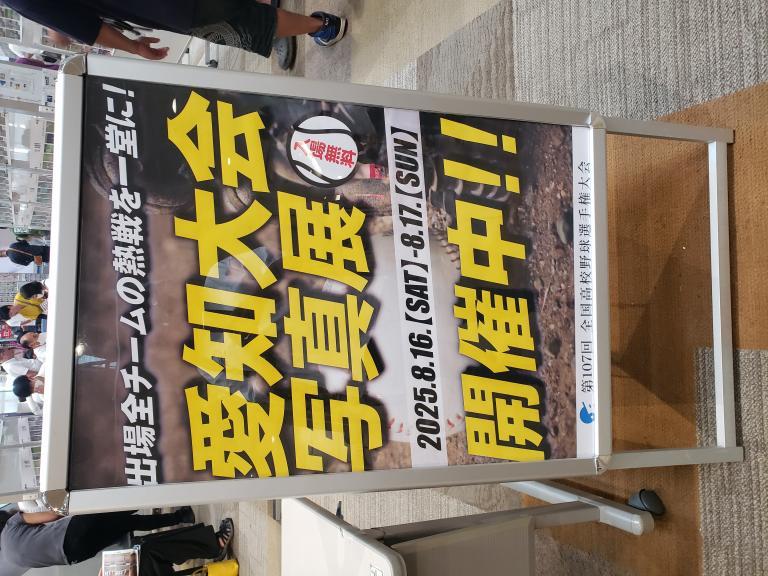 出場全チームの熱戦を一堂に!
愛知大会
写真展
入場無料
2025.8.16.(SAT)-8.17.(SUN)
開催中!!
第107回 全国高校野球選手権大会